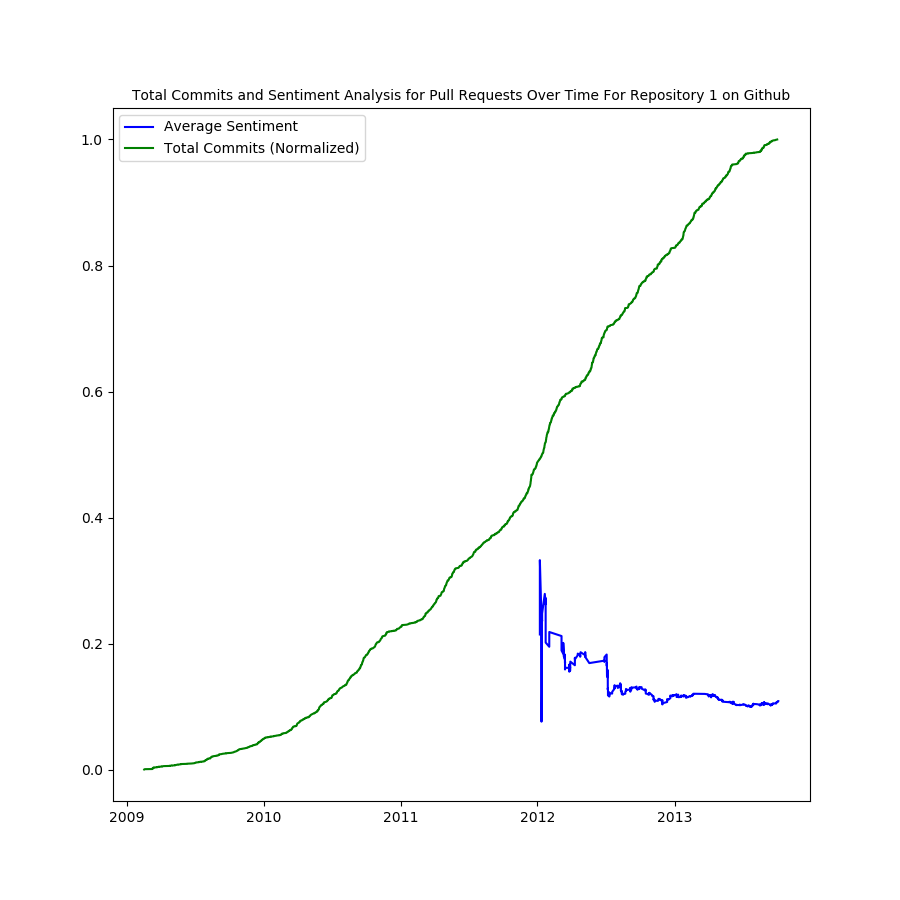 Total Commits and Sentiment Analysis for Pull Requests Over Time For Repository 1 on Github
Average Sentiment
Total Commits (Normalized)
1.0
0.8
0.6
0.4
0.2
0.0
2009 2010 2011 2012 2013